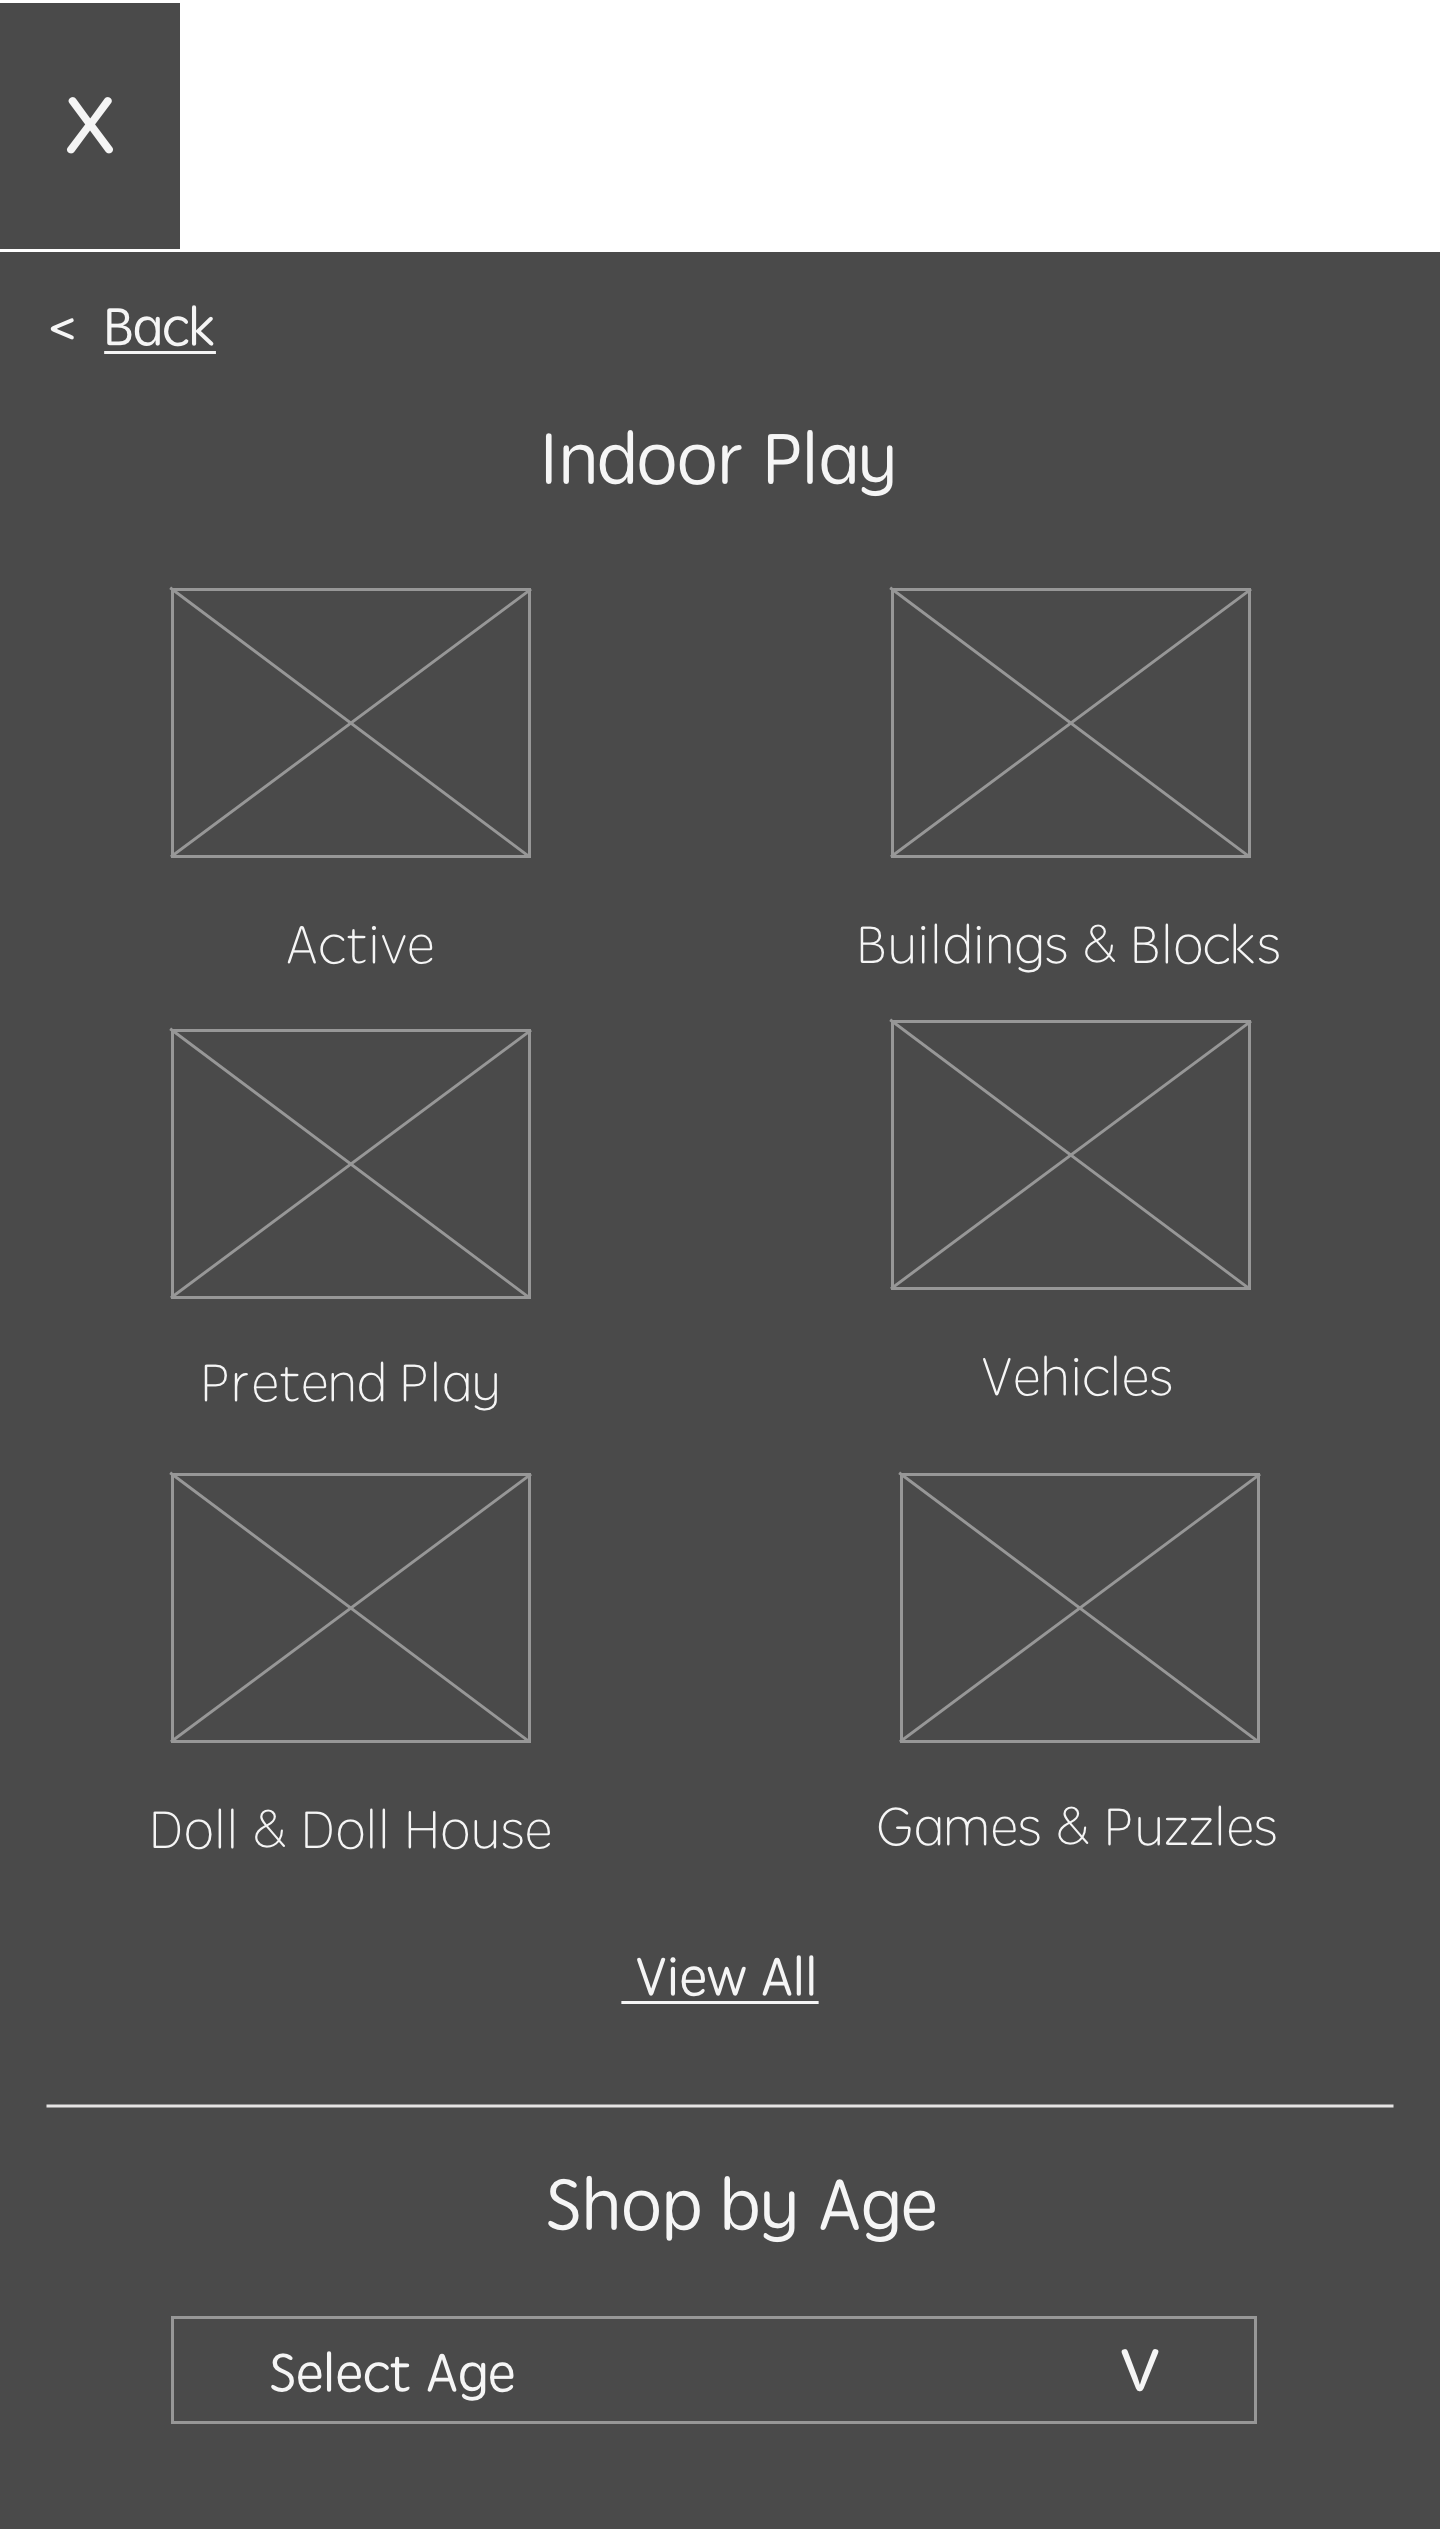 X
< Back
Indoor Play
Active
Buildings & Blocks
Pretend Play
Vehicles
Doll & Doll House
Games & Puzzles
View All
Shop by Age
Select Age V